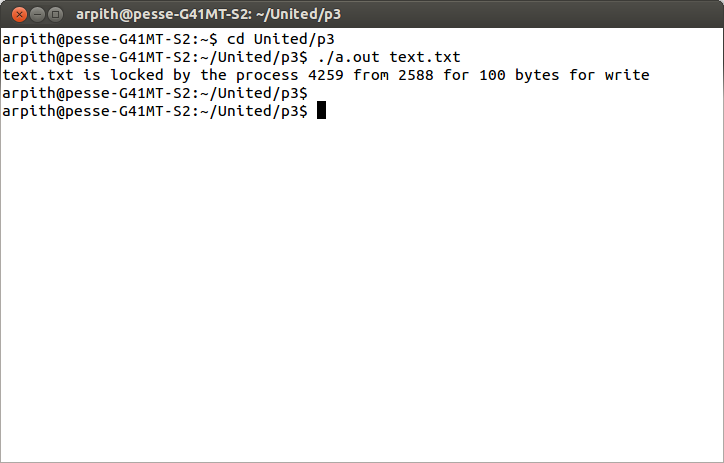 arpith@pesse-G41MT-S2: ~/United/p3
arpith@pesse-G41MT-S2:~$ cd United/p3
arpith@pesse-G41MT-S2:~/United/p3$ ./a.out text.txt
text.txt is locked by the process 4259 from 2588 for 100 bytes for write
arpith@pesse-G41MT-S2:~/United/p3$
arpith@pesse-G41MT-S2:~/United/p3$